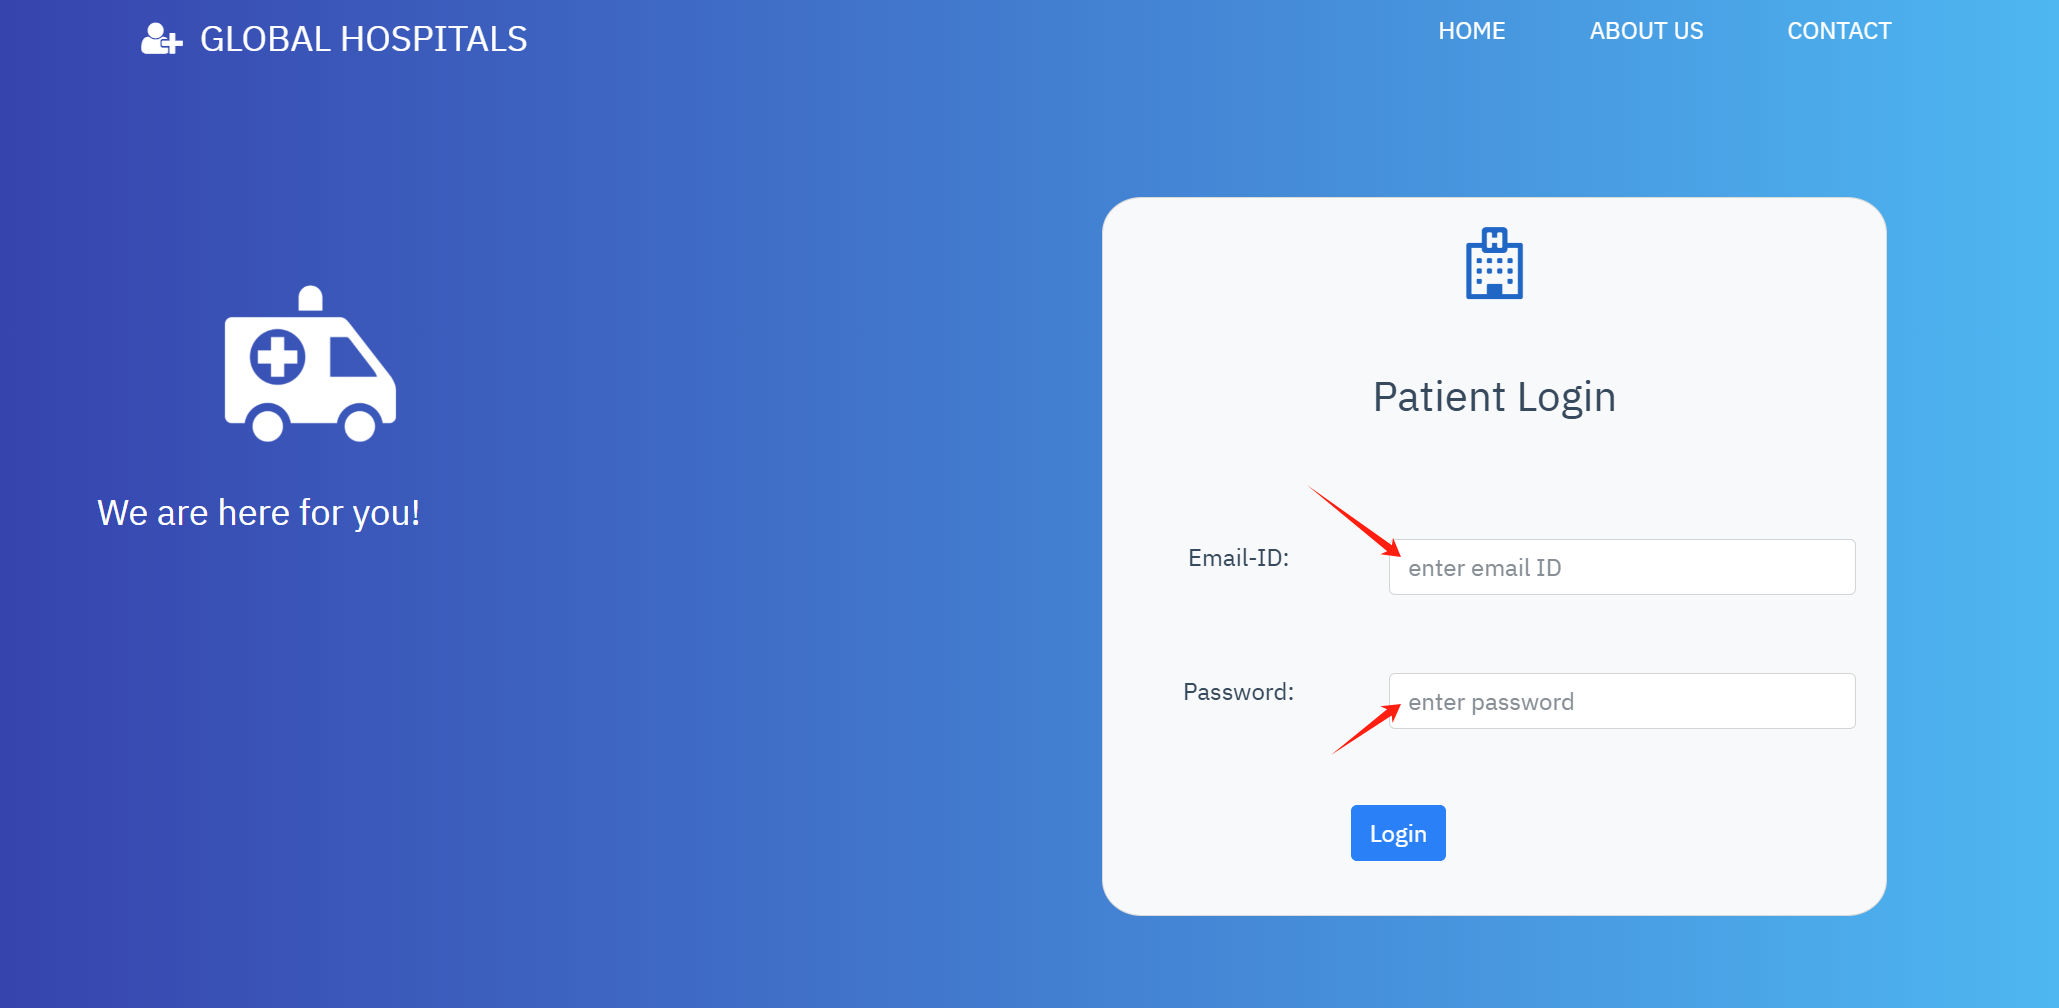 GLOBAL HOSPITALS
HOME ABOUT US CONTACT
H
We are here for you!
Patient Login
Email-ID: enter email ID
Password: enter password
Login